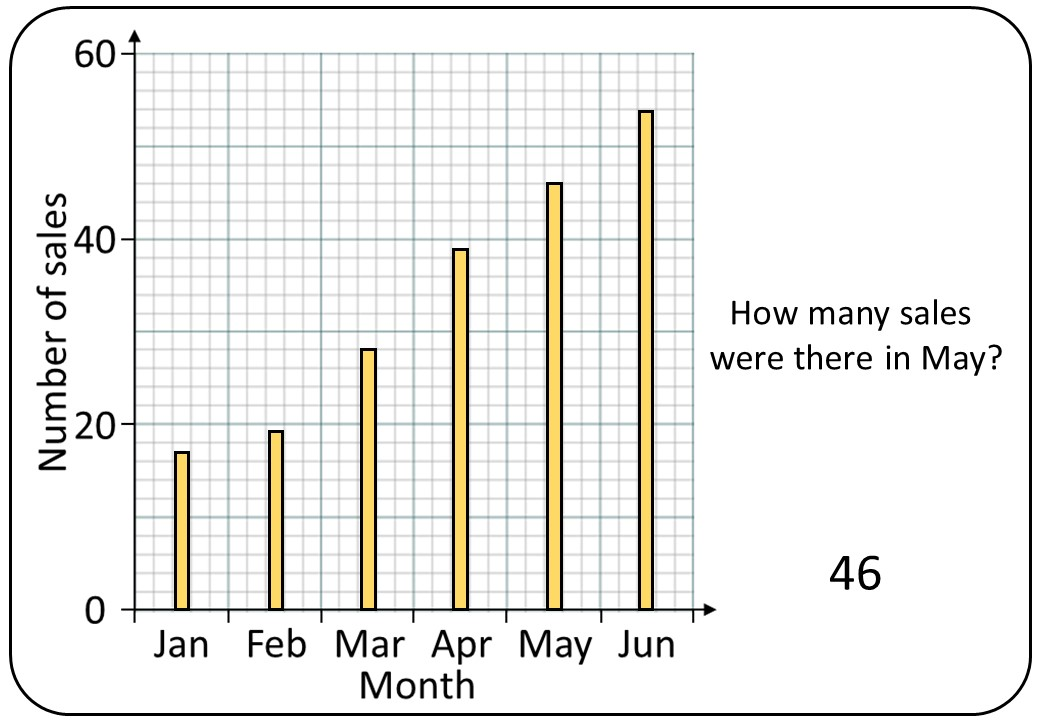 60
40
20
0
Number of sales
Jan Feb Mar Apr May Jun
Month
How many sales
were there in May?
46